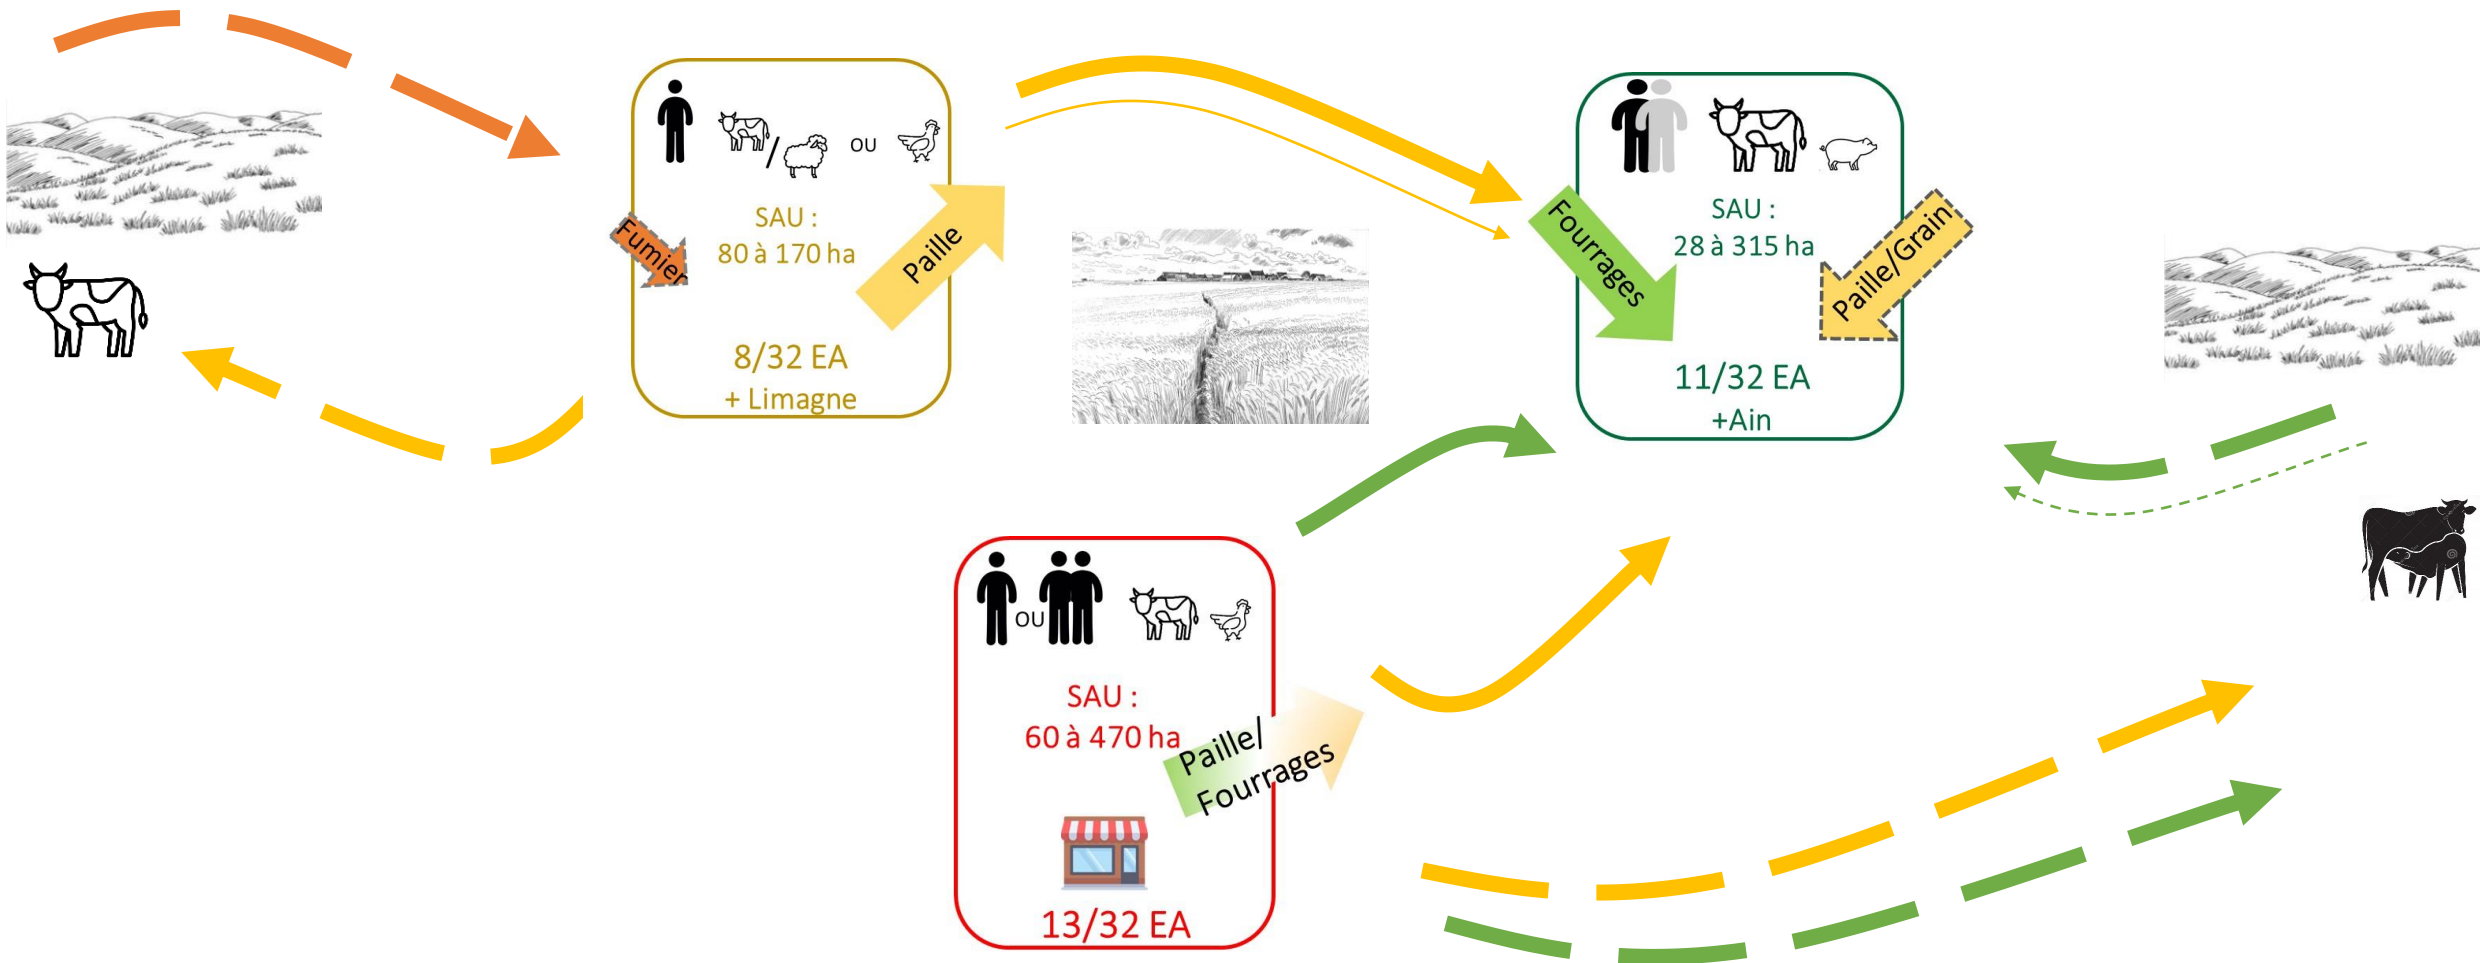 OU
SAU :
80 à 170 ha
Fumier
Paille
8/32 EA
+ Limagne
SAU :
28 à 315 ha
Fourrages
Paille/Grain
11/32 EA
+Ain
OU
SAU :
60 à 470 ha
Paille/
Fourrages
13/32 EA